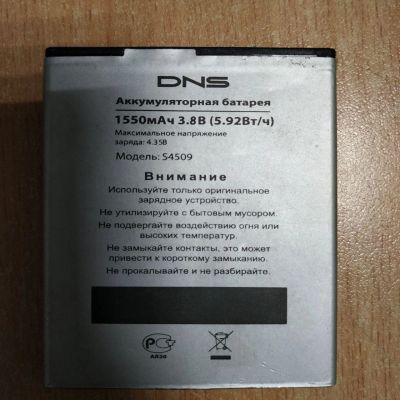 DNS
Аккумуляторная батарея
1550мАч 3.8В (5.92Вт/ч)
Максимальное напряжение
заряда: 4.35В
Модель: S4509
Внимание
Используйте только оригинальное
зарядное устройство.
Не утилизируйте с бытовым мусором.
Не подвергайте воздействию огня или
высоких температур.
Не замыкайте контакты, это может
привести к короткому замыканию.
Не прокалывайте и не разбирайте.
АЯ36